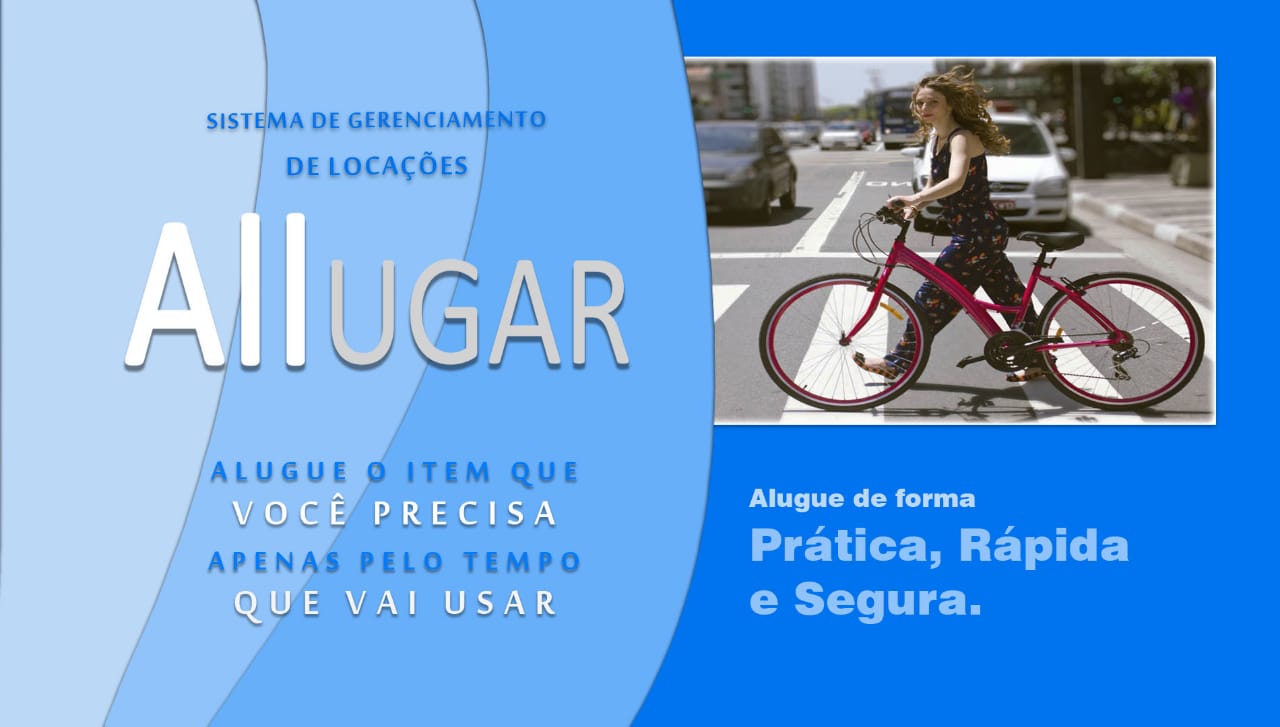 SISTEMA DE GERENCIAMENTO
DE LOCAÇÕES
AllUGAR
ALUGUE O ITEM QUE
VOCÊ PRECISA
APENAS PELO TEMPO
QUE VAI USAR
Alugue de forma
Prática, Rápida
e Segura.